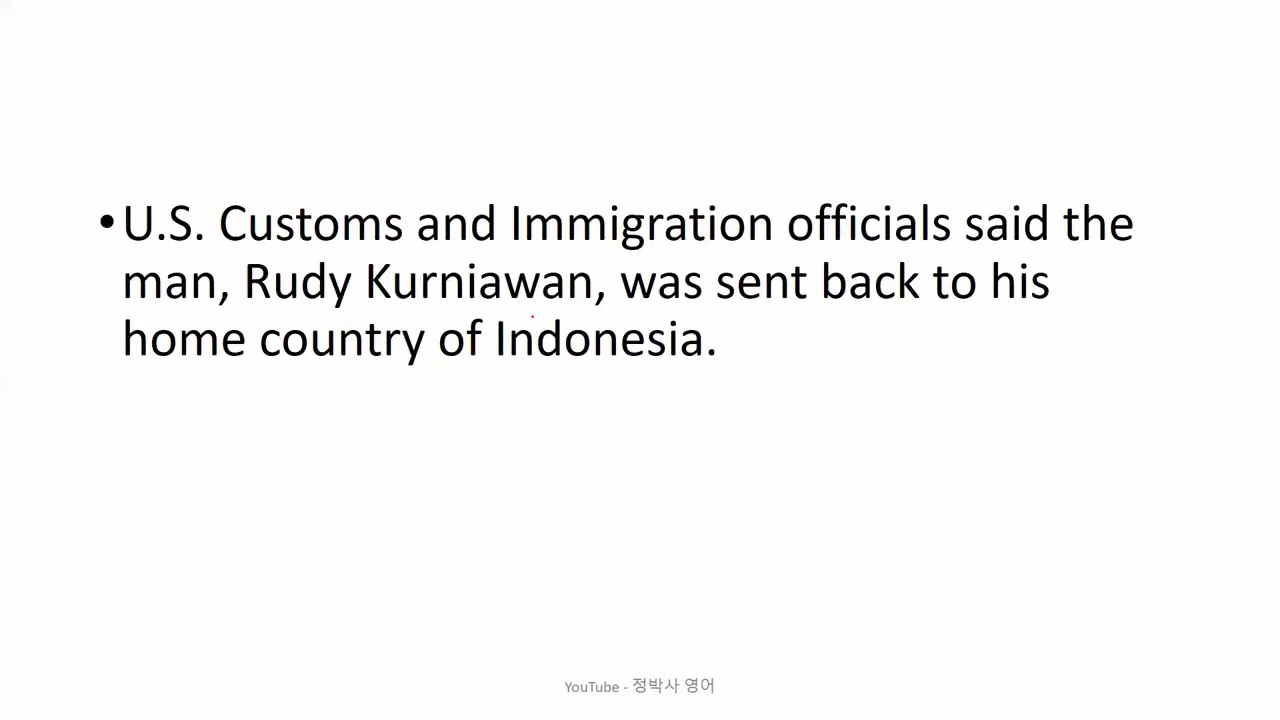 •U.S. Customs and Immigration officials said the
man, Rudy Kurniawan, was sent back to his
home country of Indonesia.
YouTube - 정박사 영어